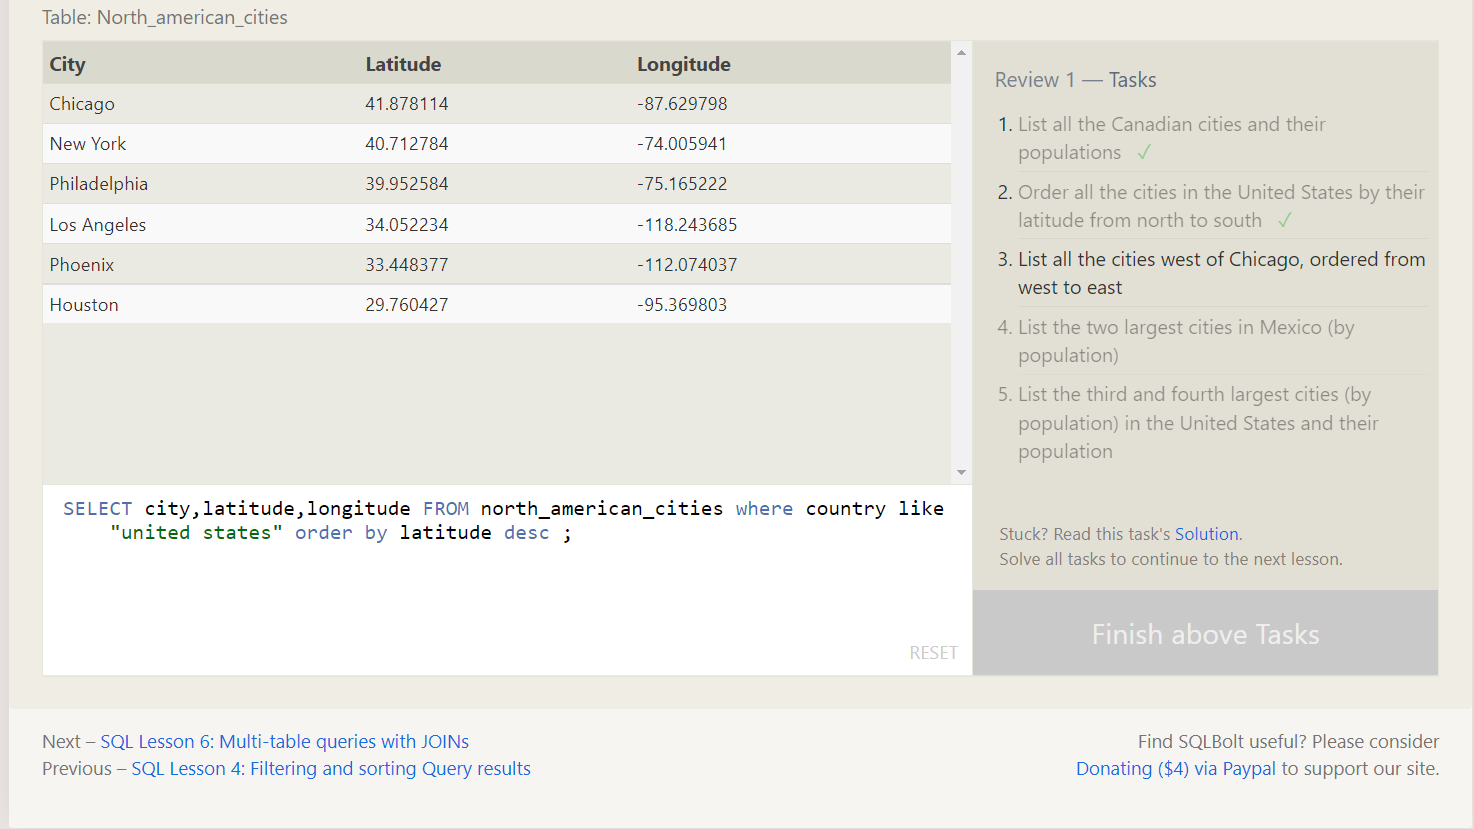 Table: North_american_cities
City Latitude Longitude
Chicago 41.878114 -87.629798
New York 40.712784 -74.005941
Philadelphia 39.952584 -75.165222
Los Angeles 34.052234 -118.243685
Phoenix 33.448377 -112.074037
Houston 29.760427 -95.369803
SELECT city,latitude,longitude FROM north_american_cities where country like
"united states" order by latitude desc ;
RESET
Review 1 — Tasks
1. List all the Canadian cities and their
populations ✓
2. Order all the cities in the United States by their
latitude from north to south ✓
3. List all the cities west of Chicago, ordered from
west to east
4. List the two largest cities in Mexico (by
population)
5. List the third and fourth largest cities (by
population) in the United States and their
population
Stuck? Read this task's Solution.
Solve all tasks to continue to the next lesson.
Finish above Tasks
Next – SQL Lesson 6: Multi-table queries with JOINs
Previous – SQL Lesson 4: Filtering and sorting Query results
Find SQLBolt useful? Please consider
Donating ($4) via Paypal to support our site.